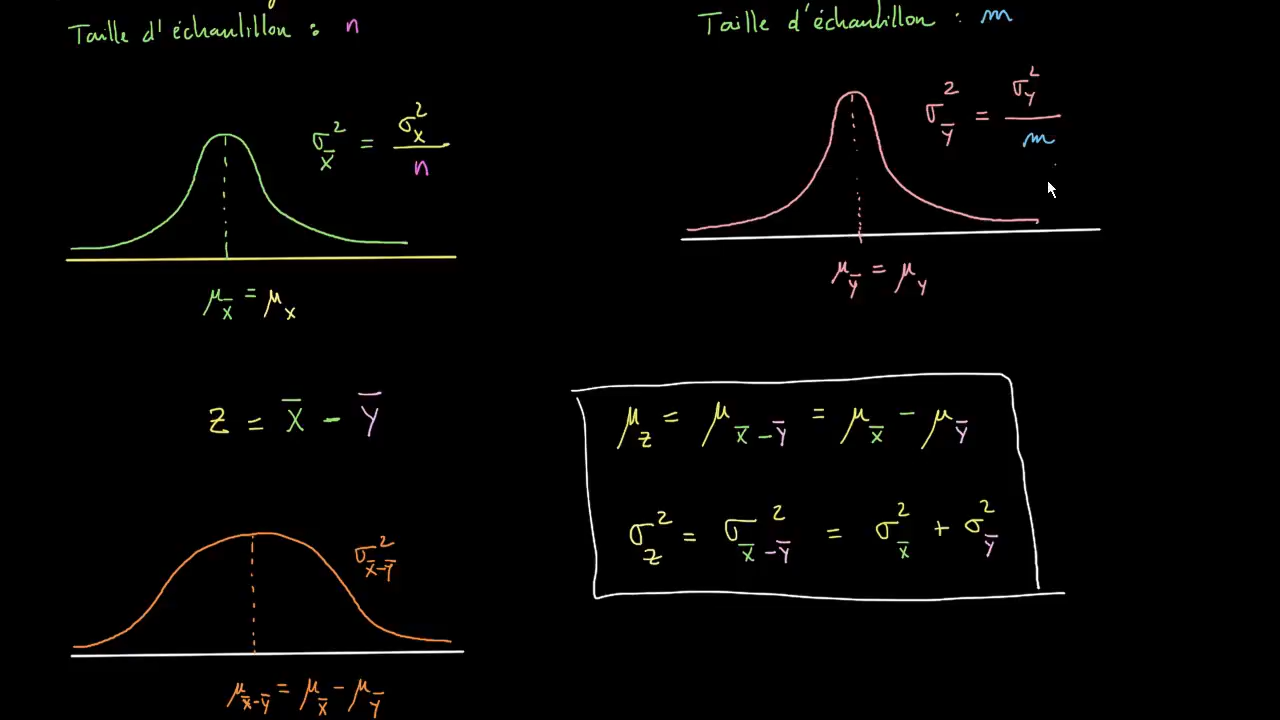 Taille d'échantillon : n
σ²_X̄ = σ²_X / n
μ_X̄ = μ_X
Taille d'échantillon : m
σ²_Ȳ = σ²_Y / m
μ_Ȳ = μ_Y
Z = X̄ - Ȳ
μ_Z = μ_X̄-Ȳ = μ_X̄ - μ_Ȳ
σ²_Z = σ²_X̄-Ȳ = σ²_X̄ + σ²_Ȳ
σ²_X̄-Ȳ
μ_X̄-Ȳ = μ_X̄ - μ_Ȳ